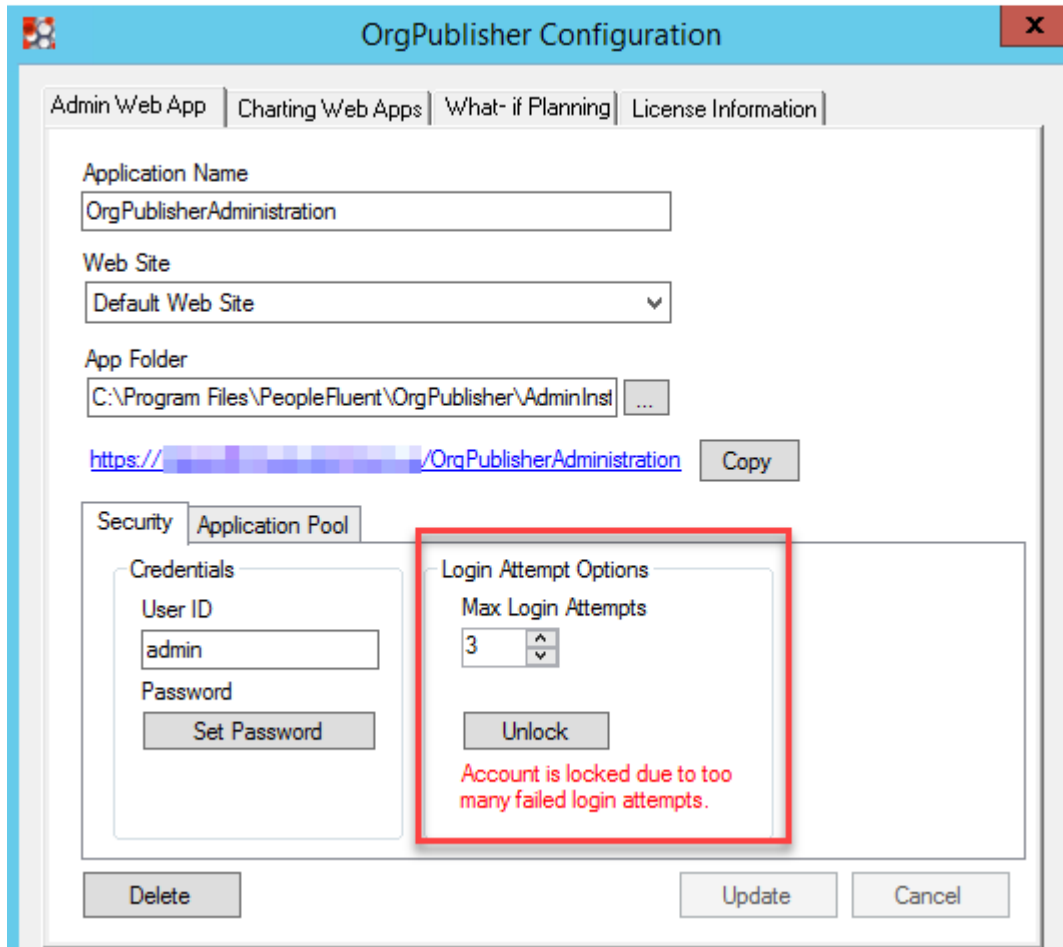 OrgPublisher Configuration
x
Admin Web App Charting Web Apps What- if Planning License Information
Application Name
OrgPublisherAdministration
Web Site
Default Web Site
App Folder
C:\Program Files\PeopleFluent\OrgPublisher\AdminInst ...
https:// /OrgPublisherAdministration Copy
Security Application Pool
Credentials Login Attempt Options
User ID Max Login Attempts
admin 3
Password
Set Password Unlock
Account is locked due to too
many failed login attempts.
Delete Update Cancel